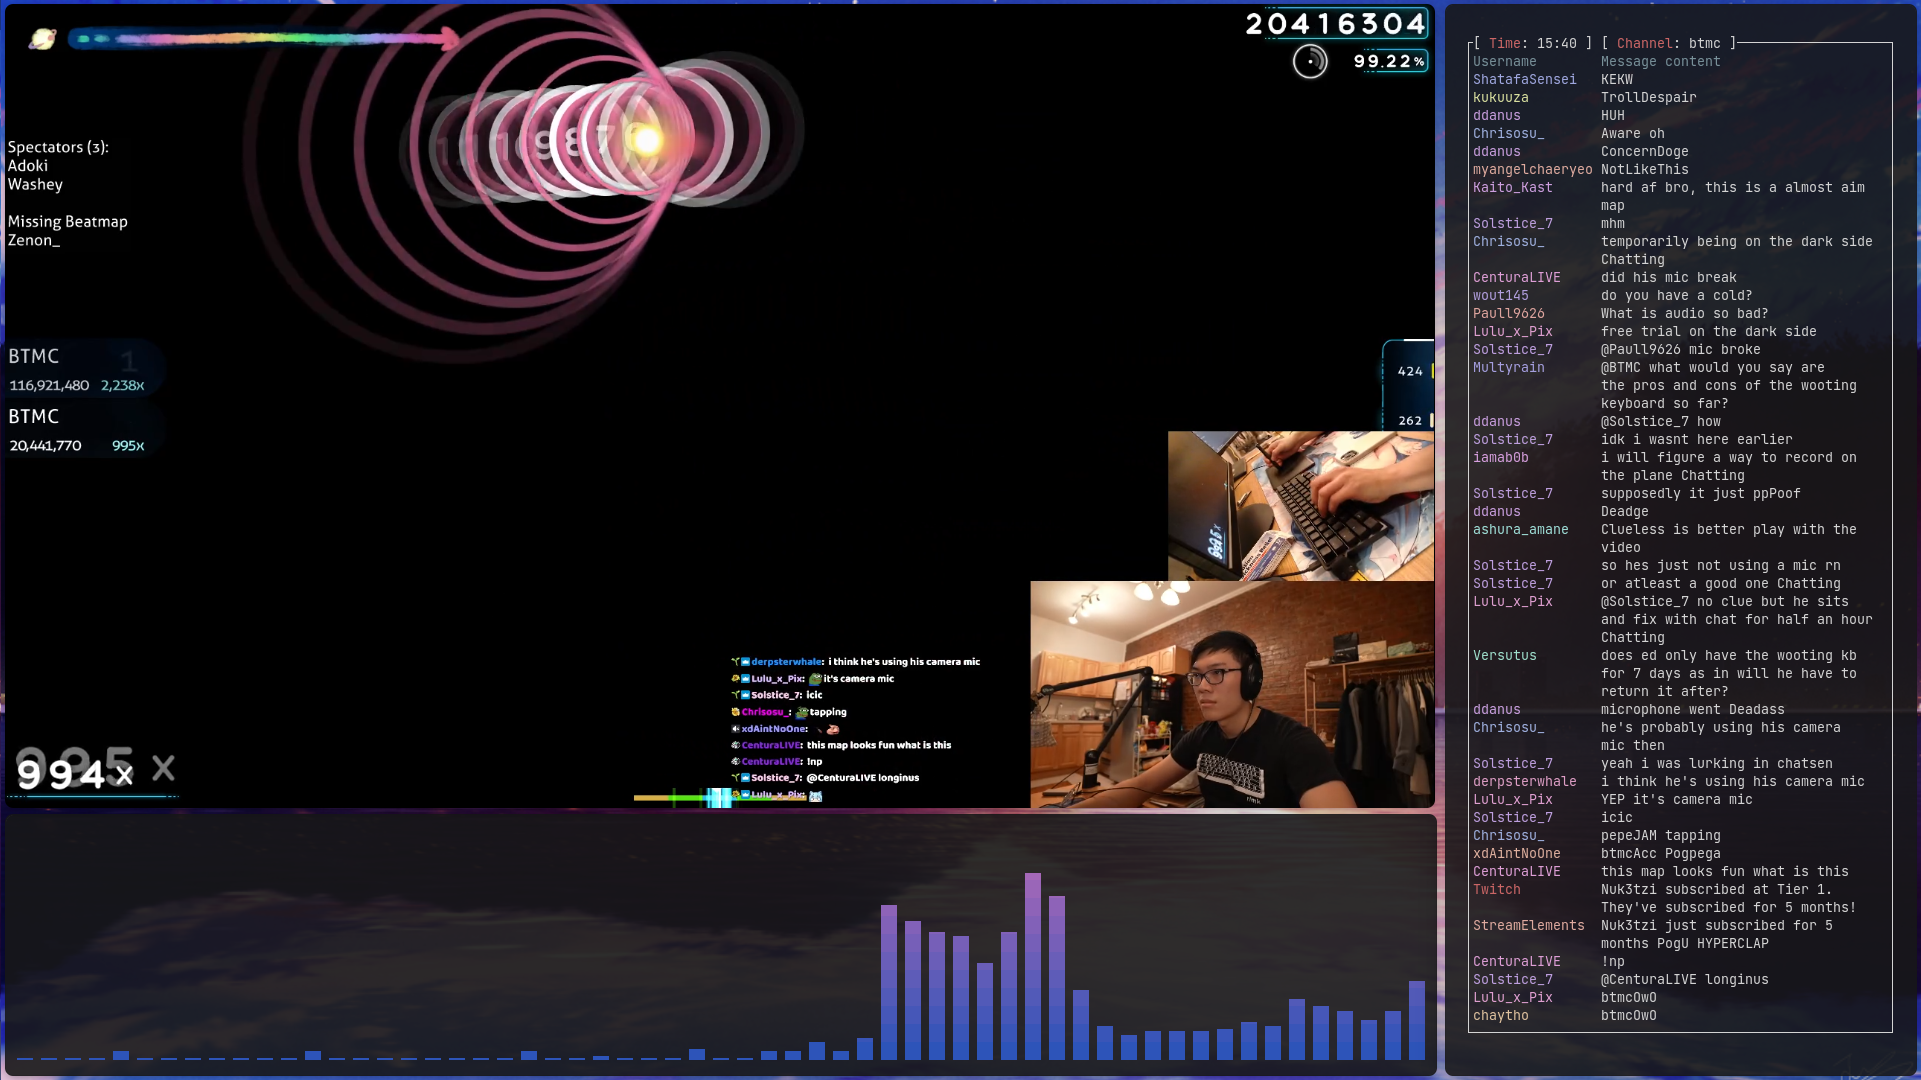 20416304
99.22%
Spectators (3):
Adoki
Washey
Missing Beatmap
Zenon_
BTMC
1
116,921,480 2,238x
BTMC
20,441,770 995x
424
262
994x
derpsterwhale: i think he's using his camera mic
Lulu_x_Pix: it's camera mic
Solstice_7: icic
Chrisosu_: tapping
xdAintNoOne:
CenturaLIVE: this map looks fun what is this
CenturaLIVE: !np
Solstice_7: @CenturaLIVE longinus
Lulu_x_Pix:
[ Time: 15:40 ] [ Channel: btmc ]
Username Message content
ShatafaSensei KEKW
kukuuza TrollDespair
ddanus HUH
Chrisosu_ Aware oh
ddanus ConcernDoge
myangelchaeryeo NotLikeThis
Kaito_Kast hard af bro, this is a almost aim
map
Solstice_7 mhm
Chrisosu_ temporarily being on the dark side
Chatting
CenturaLIVE did his mic break
wout145 do you have a cold?
Paull9626 What is audio so bad?
Lulu_x_Pix free trial on the dark side
Solstice_7 @Paull9626 mic broke
Multyrain @BTMC what would you say are
the pros and cons of the wooting
keyboard so far?
ddanus @Solstice_7 how
Solstice_7 idk i wasnt here earlier
iamab0b i will figure a way to record on
the plane Chatting
Solstice_7 supposedly it just ppPoof
ddanus Deadge
ashura_amane Clueless is better play with the
video
Solstice_7 so hes just not using a mic rn
Solstice_7 or atleast a good one Chatting
Lulu_x_Pix @Solstice_7 no clue but he sits
and fix with chat for half an hour
Chatting
Versutus does ed only have the wooting kb
for 7 days as in will he have to
return it after?
ddanus microphone went Deadass
Chrisosu_ he's probably using his camera
mic then
Solstice_7 yeah i was lurking in chatsen
derpsterwhale i think he's using his camera mic
Lulu_x_Pix YEP it's camera mic
Solstice_7 icic
Chrisosu_ pepeJAM tapping
xdAintNoOne btmcAcc Pogpega
CenturaLIVE this map looks fun what is this
Twitch Nuk3tzi subscribed at Tier 1.
They've subscribed for 5 months!
StreamElements Nuk3tzi just subscribed for 5
months PogU HYPERCLAP
CenturaLIVE !np
Solstice_7 @CenturaLIVE longinus
Lulu_x_Pix btmcOwO
chaytho btmcOwO